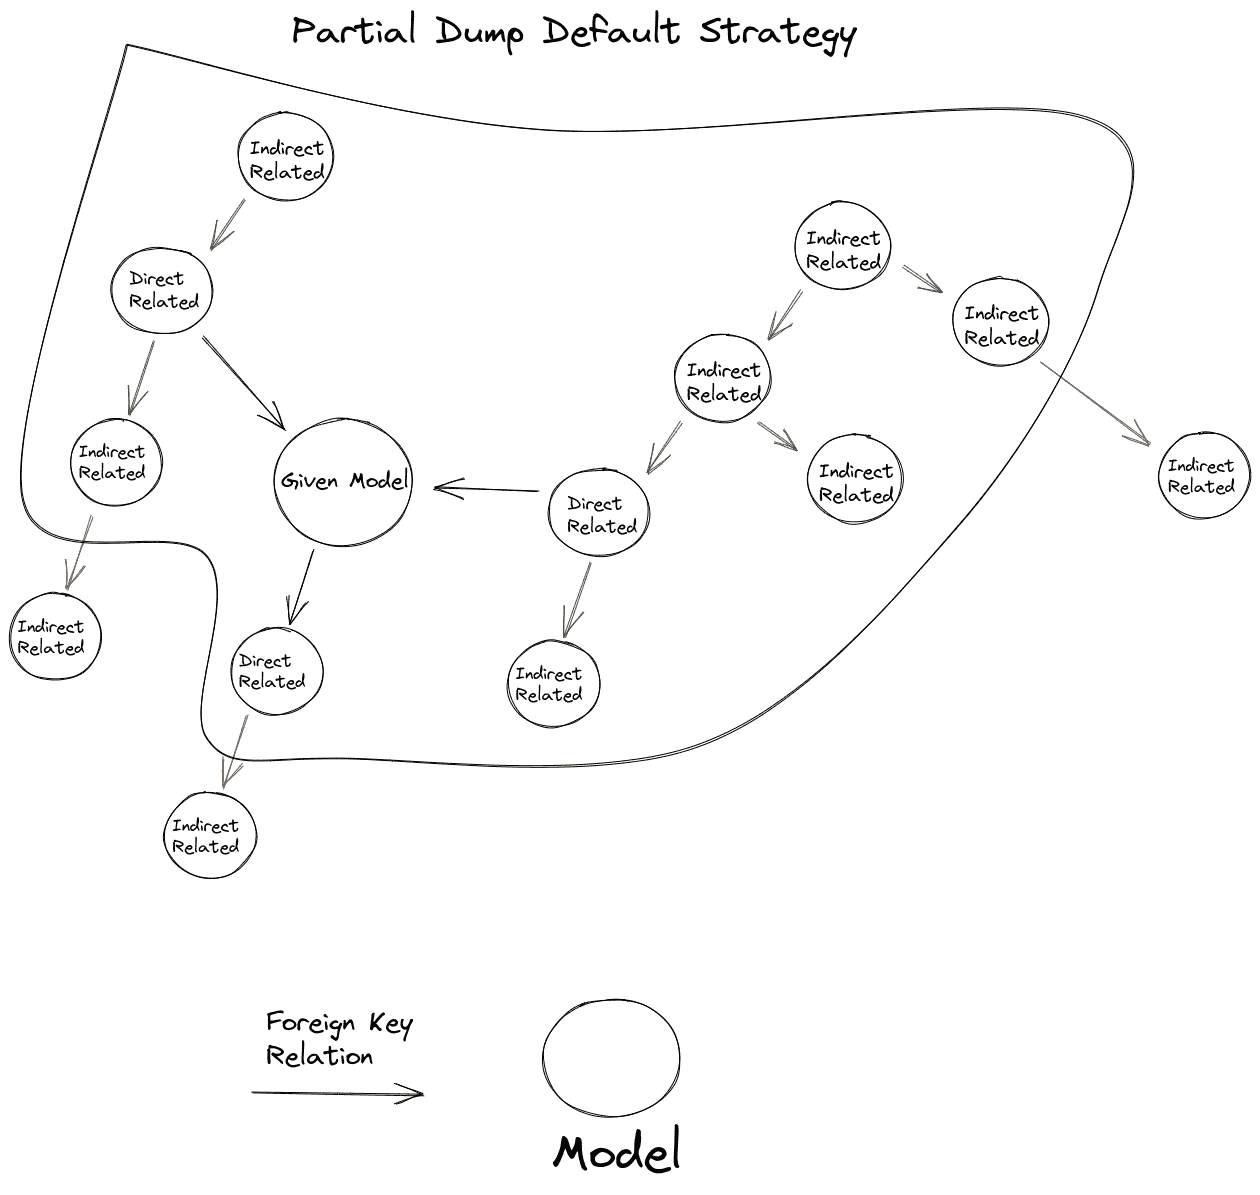 Partial Dump Default Strategy
Indirect
Related
Indirect
Related
Direct
Related
Indirect
Related
Indirect
Related
Indirect
Related
Given Model
Indirect
Related
Indirect
Related
Direct
Related
Indirect
Related
Direct
Related
Indirect
Related
Indirect
Related
Foreign Key
Relation
Model